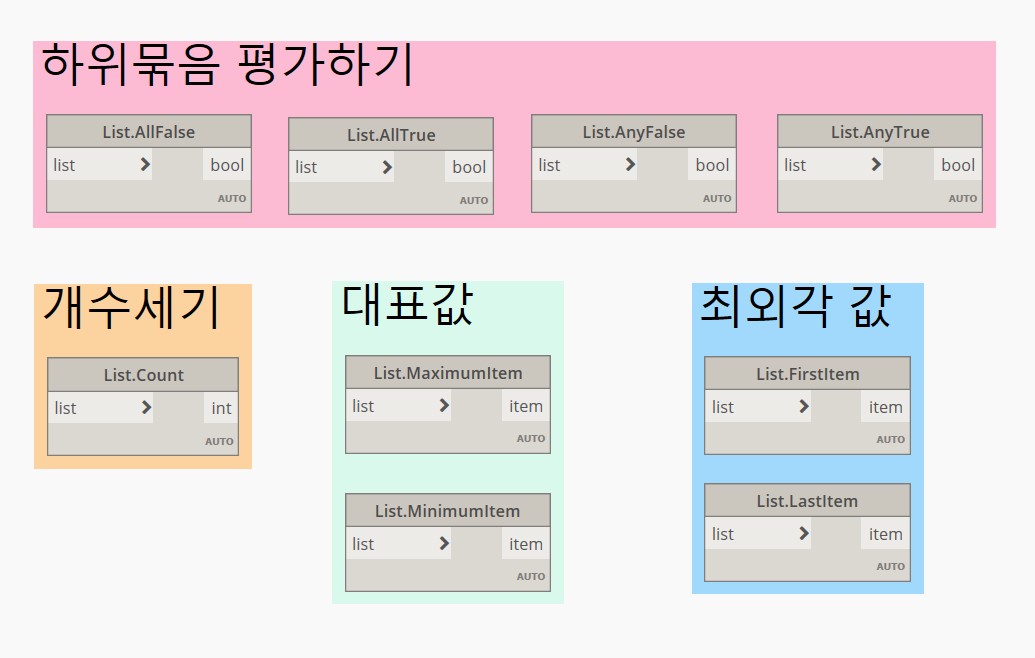 하위묶음 평가하기
List.AllFalse
list bool
AUTO
List.AllTrue
list bool
AUTO
List.AnyFalse
list bool
AUTO
List.AnyTrue
list bool
AUTO
개수세기
List.Count
list int
AUTO
대표값
List.MaximumItem
list item
AUTO
List.MinimumItem
list item
AUTO
최외각 값
List.FirstItem
list item
AUTO
List.LastItem
list item
AUTO